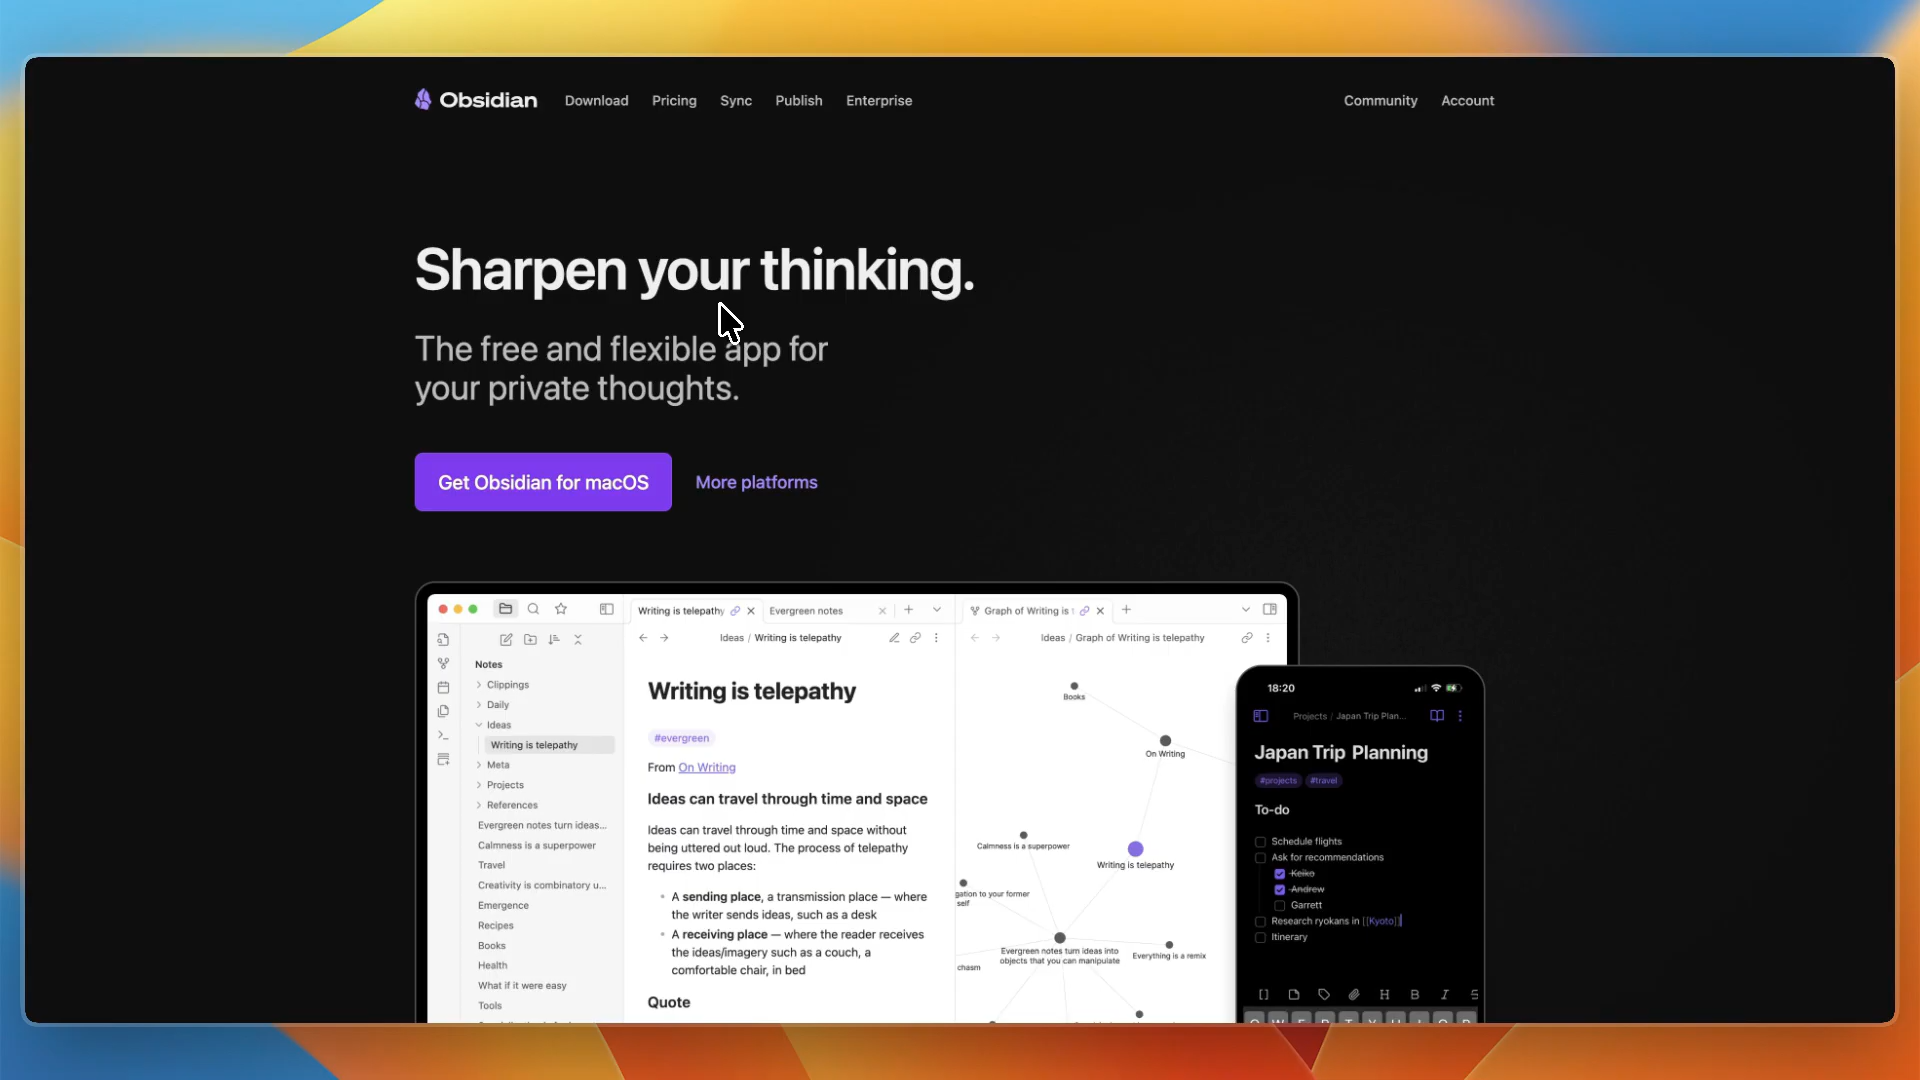 Obsidian
Download
Pricing
Sync
Publish
Enterprise
Community
Account
Sharpen your thinking.
The free and flexible app for
your private thoughts.
Get Obsidian for macOS
More platforms
Writing is telepathy
Evergreen notes
Graph of Writing is t
Ideas / Writing is telepathy
Ideas / Graph of Writing is telepathy
Notes
Clippings
Daily
Ideas
Writing is telepathy
Meta
Projects
References
Evergreen notes turn ideas...
Calmness is a superpower
Travel
Creativity is combinatory u...
Emergence
Recipes
Books
Health
What if it were easy
Tools
Writing is telepathy
#evergreen
From On Writing
Ideas can travel through time and space
Ideas can travel through time and space without
being uttered out loud. The process of telepathy
requires two places:
• A sending place, a transmission place — where
the writer sends ideas, such as a desk
• A receiving place — where the reader receives
the ideas/imagery such as a couch, a
comfortable chair, in bed
Quote
Books
On Writing
Calmness is a superpower
Writing is telepathy
gation to your former
self
Evergreen notes turn ideas into
objects that you can manipulate
Everything is a remix
chasm
18:20
Projects / Japan Trip Plan...
Japan Trip Planning
#projects #travel
To-do
Schedule flights
Ask for recommendations
Keiko
Andrew
Garrett
Research ryokans in [[Kyoto]]
Itinerary
H B I S